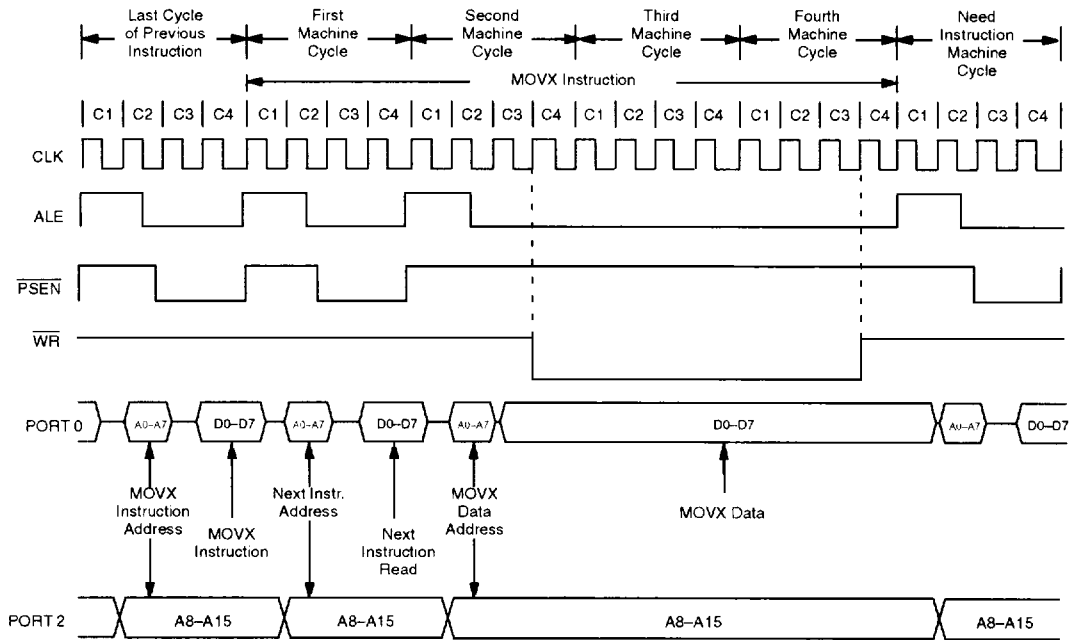 Last Cycle
of Previous
Instruction
First
Machine
Cycle
Second
Machine
Cycle
Third
Machine
Cycle
Fourth
Machine
Cycle
Need
Instruction
Machine
Cycle
MOVX Instruction
C1 C2 C3 C4 C1 C2 C3 C4 C1 C2 C3 C4 C1 C2 C3 C4 C1 C2 C3 C4 C1 C2 C3 C4
CLK
ALE
PSEN
WR
PORT 0
A0–A7 D0–D7 A0–A7 D0–D7 A0–A7 D0–D7 A0–A7 D0–D7
MOVX
Instruction
Address
MOVX
Instruction
Next Instr.
Address
Next
Instruction
Read
MOVX
Data
Address
MOVX Data
PORT 2
A8–A15 A8–A15 A8–A15 A8–A15